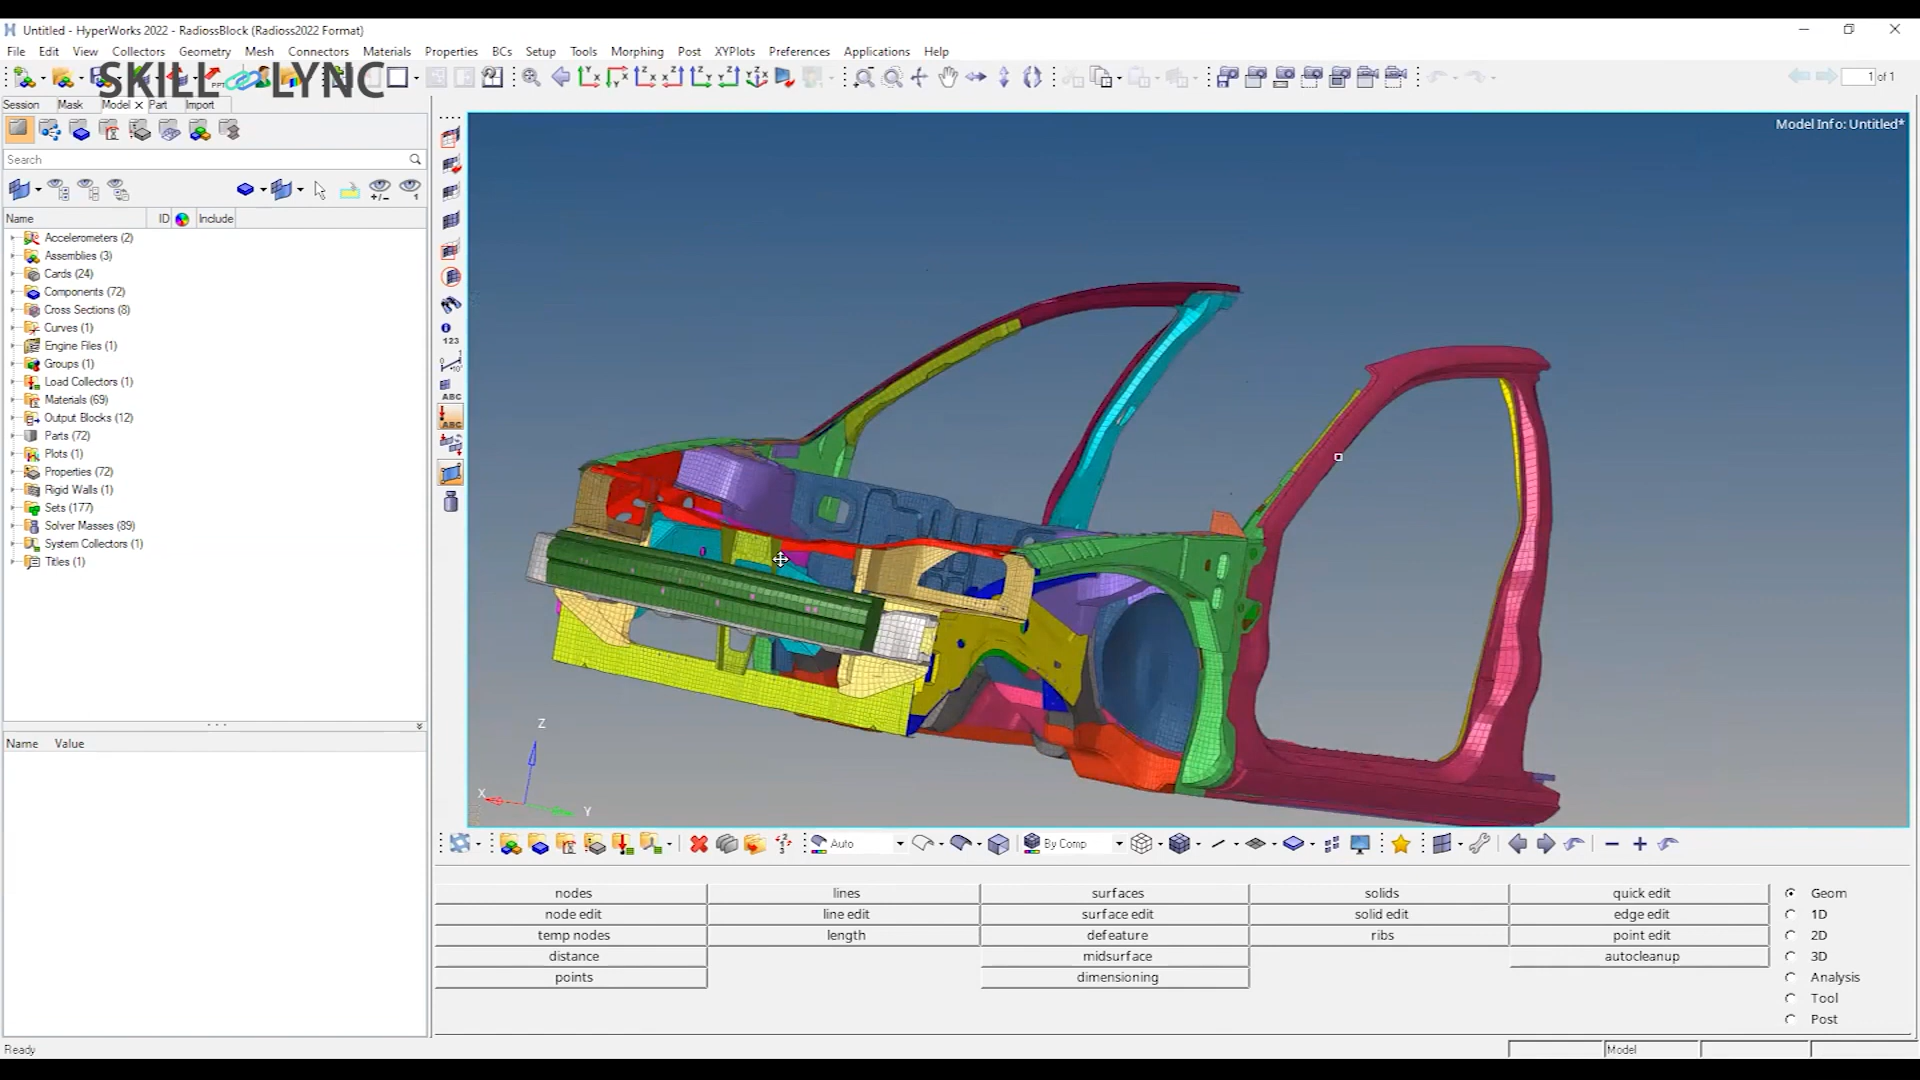 Untitled - HyperWorks 2022 - RadiossBlock (Radioss2022 Format)
File Edit View Collectors Geometry Mesh Connectors Materials Properties BCs Setup Tools Morphing Post XYPlots Preferences Applications Help
SKILL LYNC
1 of 1
Session Mask Model Part Import
Model Info: Untitled*
Search
Name ID Include
Accelerometers (2)
Assemblies (3)
Cards (24)
Components (72)
Cross Sections (8)
Curves (1)
Engine Files (1)
Groups (1)
Load Collectors (1)
Materials (69)
Output Blocks (12)
Parts (72)
Plots (1)
Properties (72)
Rigid Walls (1)
Sets (177)
Solver Masses (89)
System Collectors (1)
Titles (1)
123
ABC
ABC
Name Value
Z
X
Y
Auto
By Comp
nodes lines surfaces solids quick edit Geom
node edit line edit surface edit solid edit edge edit 1D
temp nodes length defeature ribs point edit 2D
distance midsurface autocleanup 3D
points dimensioning Analysis
Tool
Post
Ready
Model